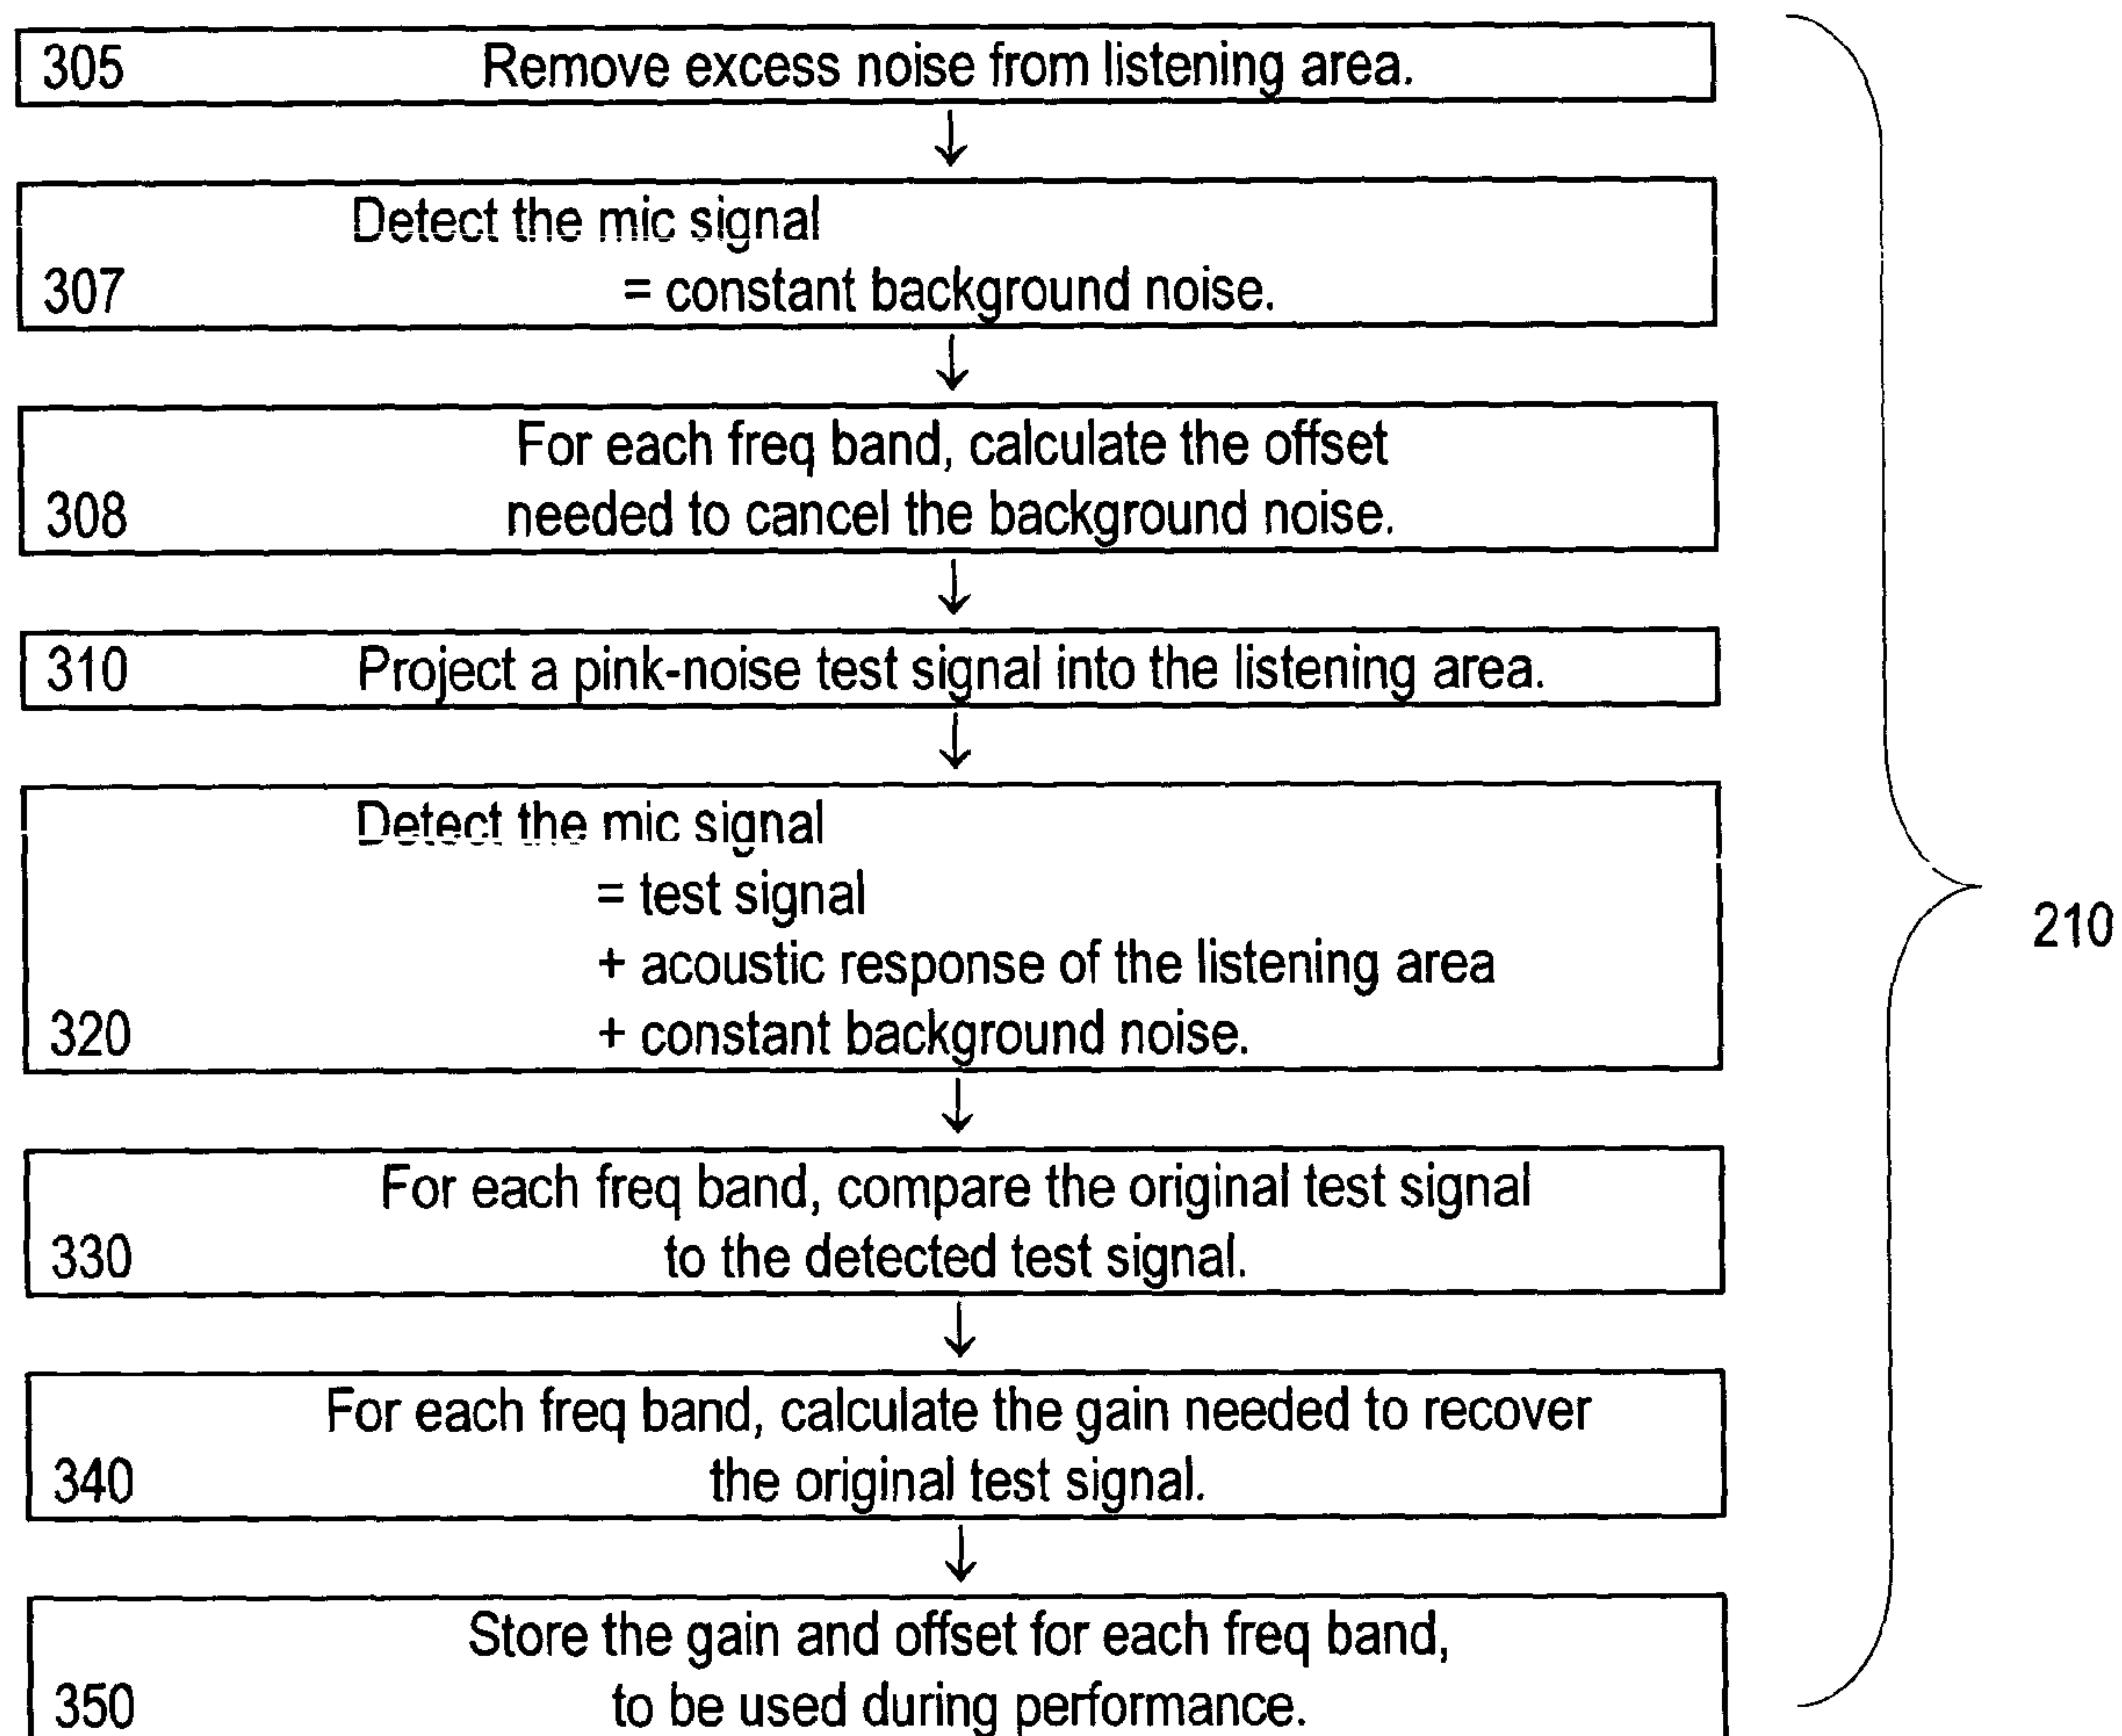 305 Remove excess noise from listening area.
Detect the mic signal
307 = constant background noise.
For each freq band, calculate the offset
308 needed to cancel the background noise.
310 Project a pink-noise test signal into the listening area.
Detect the mic signal
= test signal
+ acoustic response of the listening area
320 + constant background noise.
210
For each freq band, compare the original test signal
330 to the detected test signal.
For each freq band, calculate the gain needed to recover
340 the original test signal.
Store the gain and offset for each freq band,
350 to be used during performance.